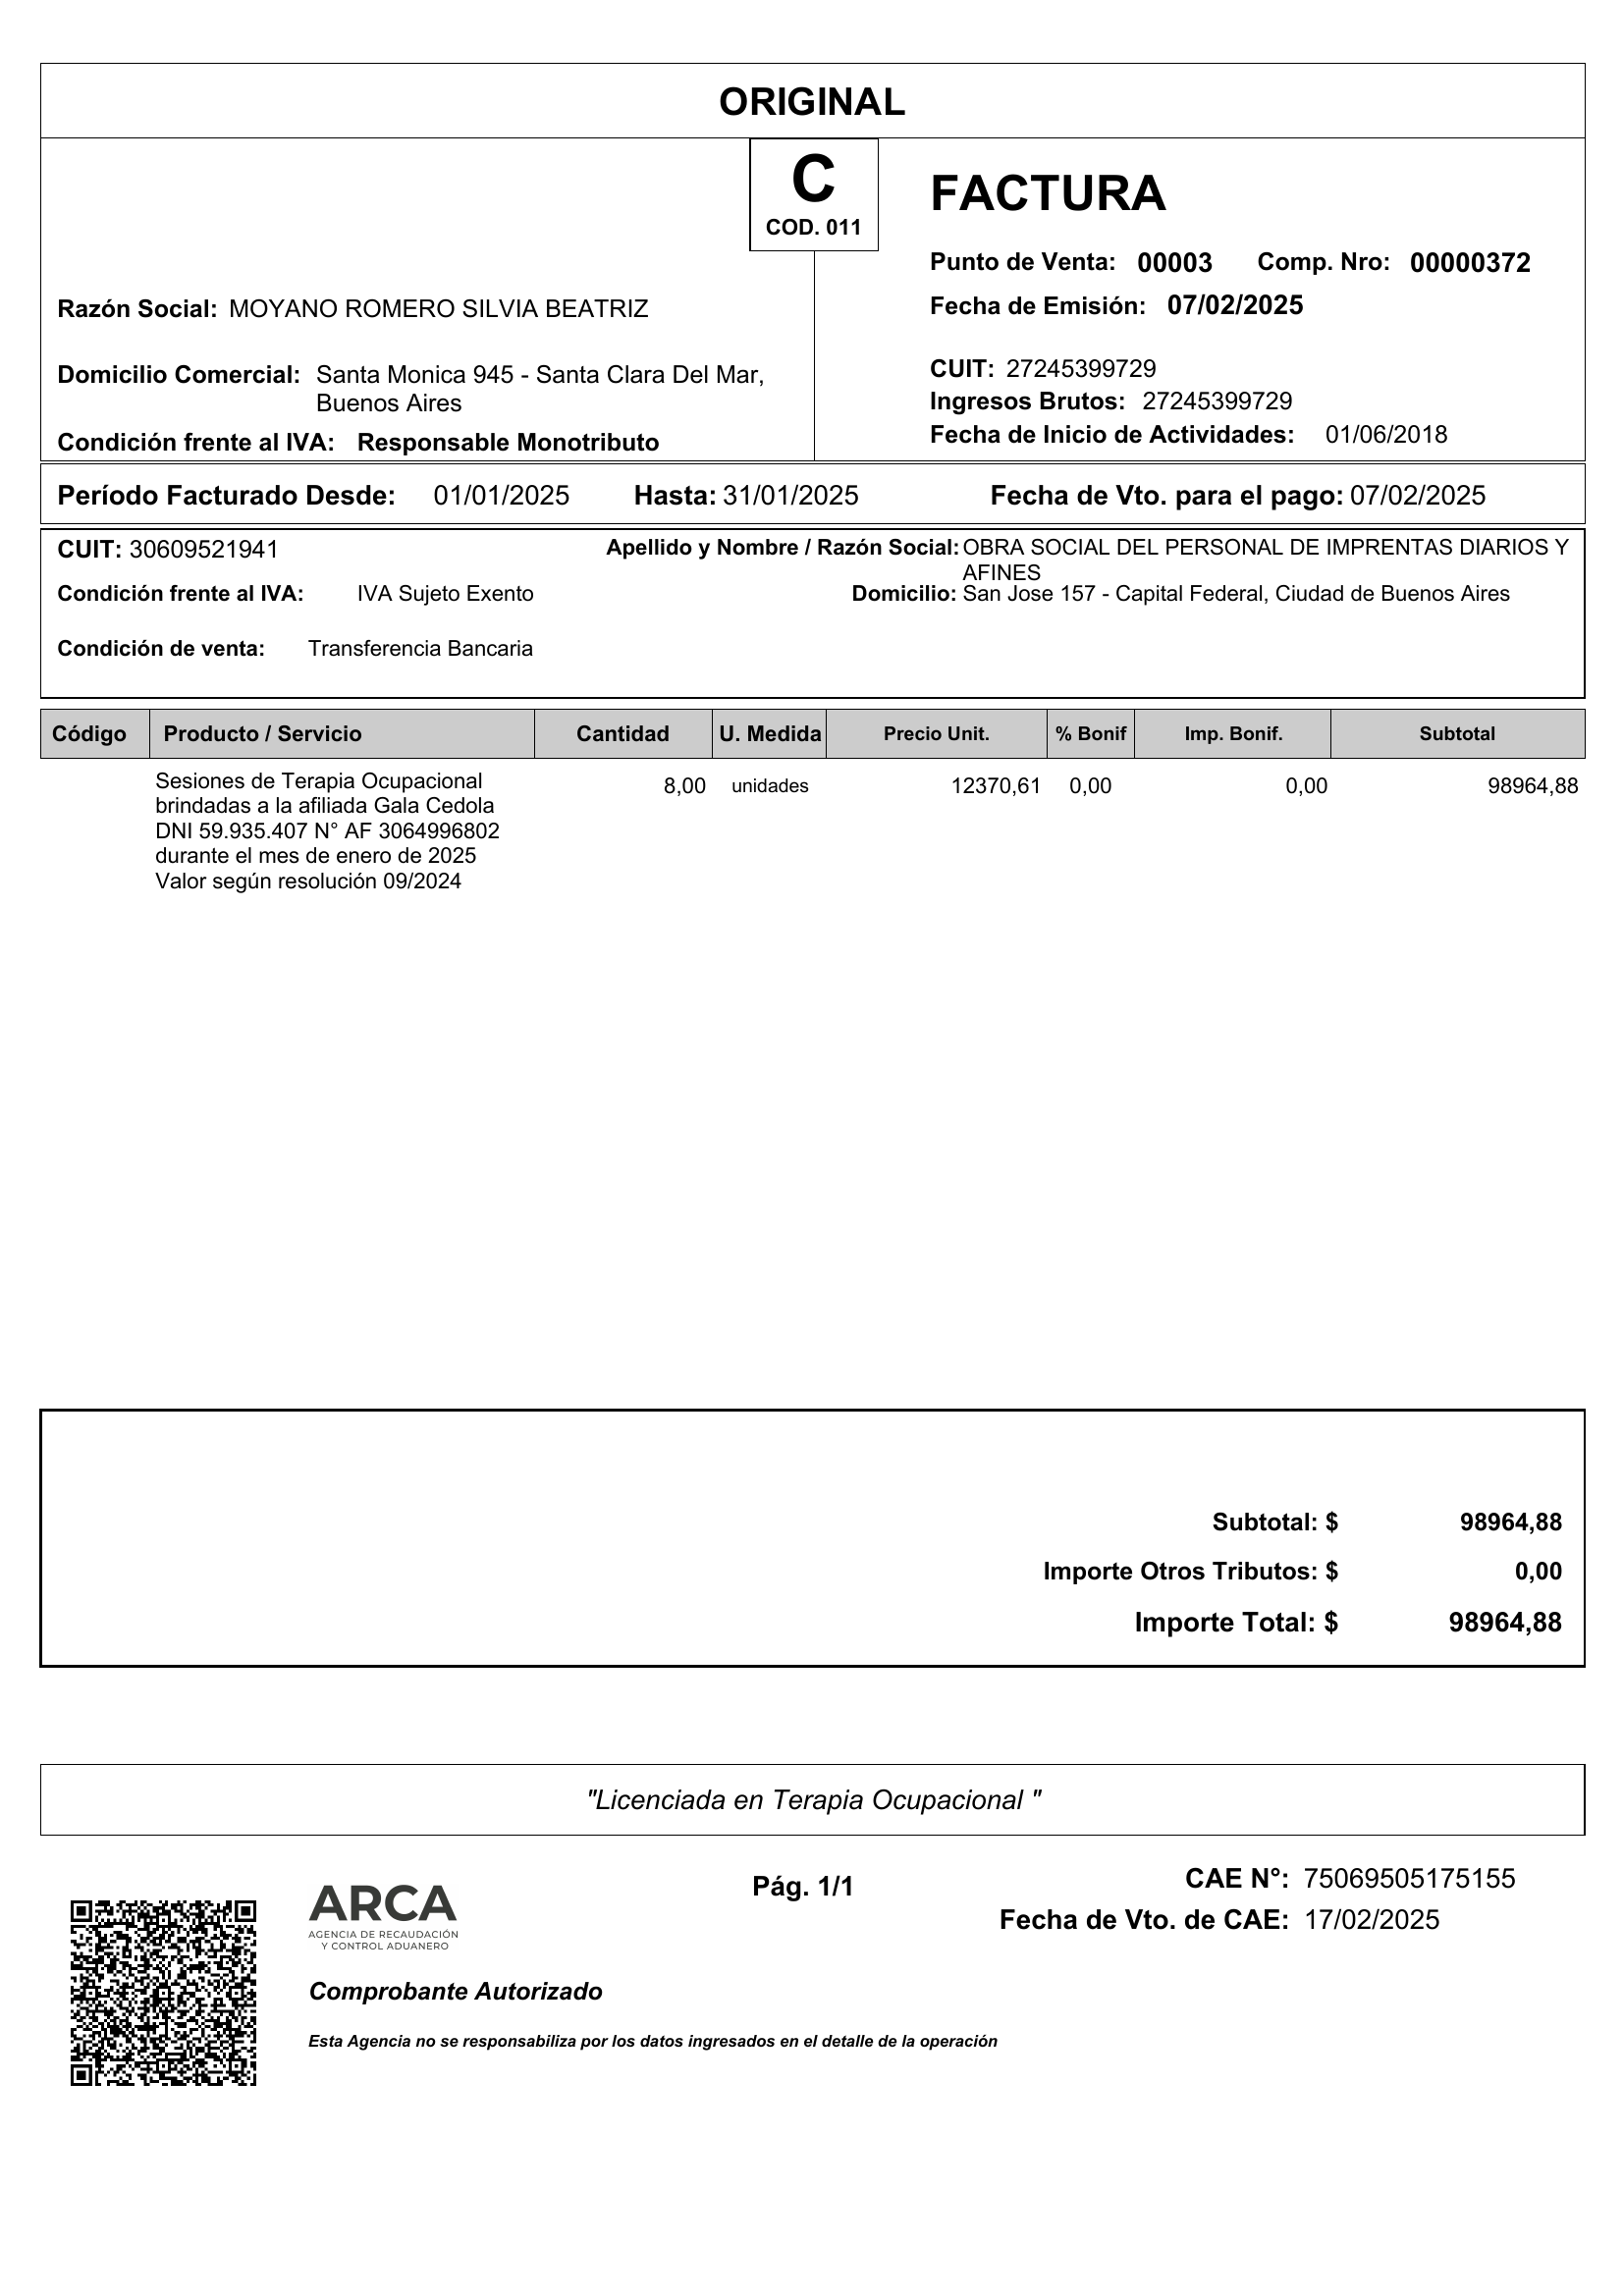 ORIGINAL
C
COD. 011
FACTURA
Punto de Venta: 00003 Comp. Nro: 00000372
Fecha de Emisión: 07/02/2025
Razón Social: MOYANO ROMERO SILVIA BEATRIZ
Domicilio Comercial: Santa Monica 945 - Santa Clara Del Mar,
Buenos Aires
Condición frente al IVA: Responsable Monotributo
CUIT: 27245399729
Ingresos Brutos: 27245399729
Fecha de Inicio de Actividades: 01/06/2018
Período Facturado Desde: 01/01/2025 Hasta: 31/01/2025 Fecha de Vto. para el pago: 07/02/2025
CUIT: 30609521941 Apellido y Nombre / Razón Social: OBRA SOCIAL DEL PERSONAL DE IMPRENTAS DIARIOS Y
AFINES
Condición frente al IVA: IVA Sujeto Exento Domicilio: San Jose 157 - Capital Federal, Ciudad de Buenos Aires
Condición de venta: Transferencia Bancaria
Código Producto / Servicio Cantidad U. Medida Precio Unit. % Bonif Imp. Bonif. Subtotal
Sesiones de Terapia Ocupacional 8,00 unidades 12370,61 0,00 0,00 98964,88
brindadas a la afiliada Gala Cedola
DNI 59.935.407 N° AF 3064996802
durante el mes de enero de 2025
Valor según resolución 09/2024
Subtotal: $ 98964,88
Importe Otros Tributos: $ 0,00
Importe Total: $ 98964,88
"Licenciada en Terapia Ocupacional "
ARCA
AGENCIA DE RECAUDACIÓN
Y CONTROL ADUANERO
Pág. 1/1
CAE N°: 75069505175155
Fecha de Vto. de CAE: 17/02/2025
Comprobante Autorizado
Esta Agencia no se responsabiliza por los datos ingresados en el detalle de la operación